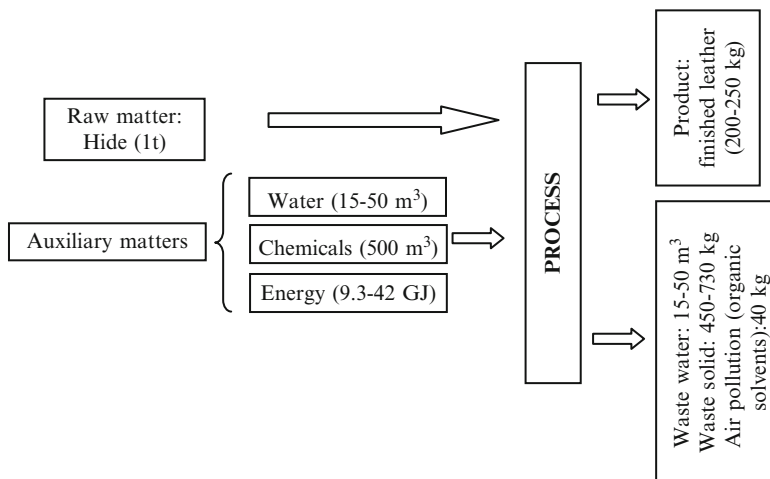 Raw matter:
Hide (1t)
Auxiliary matters
Water (15-50 m³)
Chemicals (500 m³)
Energy (9.3-42 GJ)
PROCESS
Product:
finished leather
(200-250 kg)
Waste water: 15-50 m³
Waste solid: 450-730 kg
Air pollution (organic
solvents):40 kg